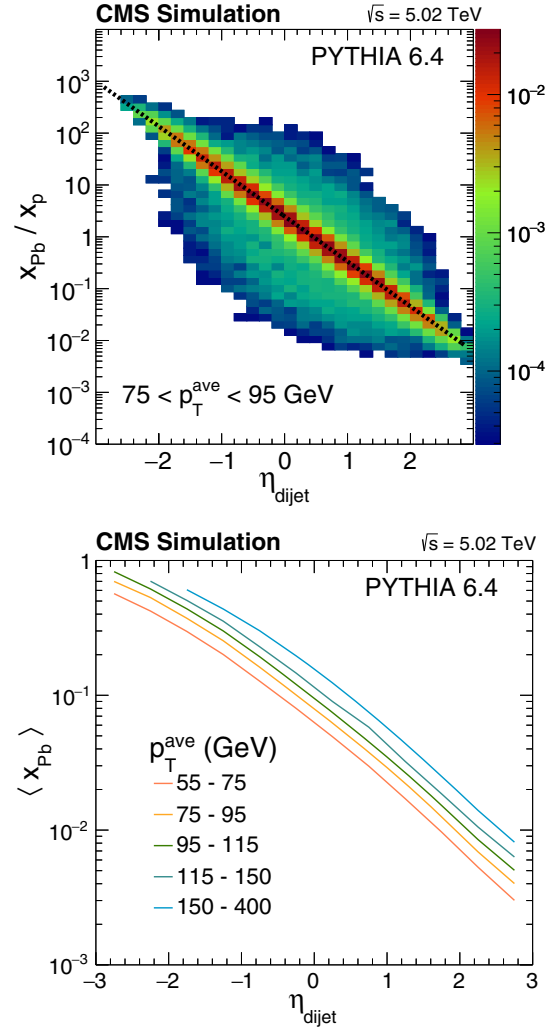 CMS Simulation √s = 5.02 TeV
PYTHIA 6.4
10³
10²
10
1
10⁻¹
10⁻²
10⁻³
10⁻⁴
x_Pb / x_p
75 < p_T^ave < 95 GeV
−2 −1 0 1 2
η_dijet
10⁻²
10⁻³
10⁻⁴
CMS Simulation √s = 5.02 TeV
PYTHIA 6.4
1
10⁻¹
10⁻²
10⁻³
⟨ x_Pb ⟩
p_T^ave (GeV)
55 - 75
75 - 95
95 - 115
115 - 150
150 - 400
−3 −2 −1 0 1 2 3
η_dijet